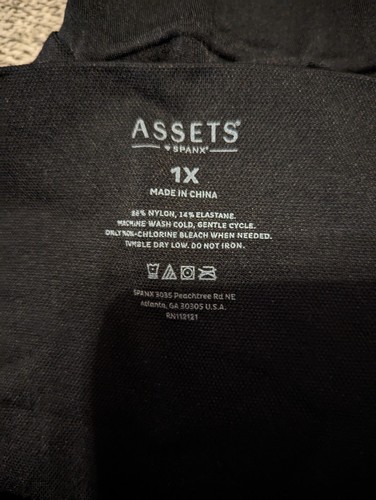 ASSETS®
♥ SPANX®
1X
MADE IN CHINA
86% NYLON, 14% ELASTANE.
MACHINE WASH COLD, GENTLE CYCLE.
ONLY NON-CHLORINE BLEACH WHEN NEEDED.
TUMBLE DRY LOW. DO NOT IRON.
SPANX 3035 Peachtree Rd NE
Atlanta, GA 30305 U.S.A.
RN112121